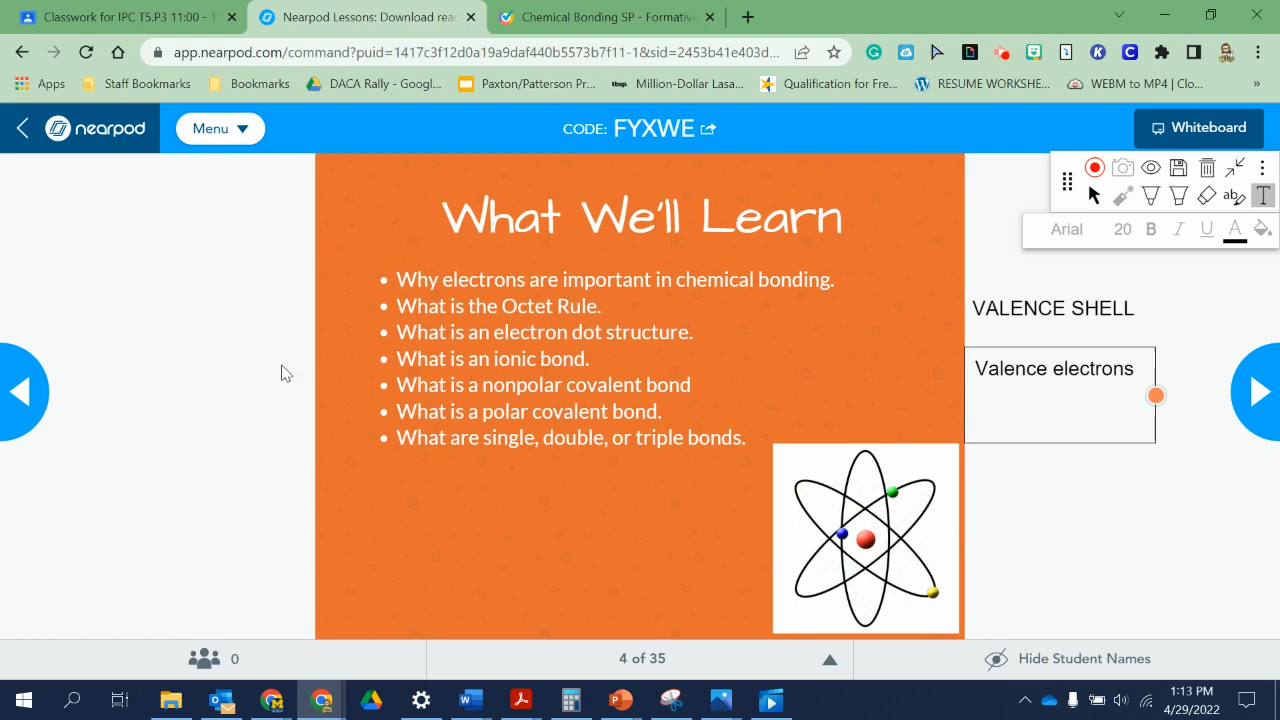 Classwork for IPC T5.P3 11:00 - 1
Nearpod Lessons: Download rea
Chemical Bonding SP - Formative
app.nearpod.com/command?puid=1417c3f12d0a19a9daf440b5573b7f11-1&sid=2453b41e403d...
Apps
Staff Bookmarks
Bookmarks
DACA Rally - Googl...
Paxton/Patterson Pr...
tbsp
Million-Dollar Lasa...
Qualification for Fre...
RESUME WORKSHE...
WEBM to MP4 | Clo...
»
nearpod
Menu
CODE: FYXWE
Whiteboard
Arial 20 B I U A
What We'll Learn
• Why electrons are important in chemical bonding.
• What is the Octet Rule.
• What is an electron dot structure.
• What is an ionic bond.
• What is a nonpolar covalent bond
• What is a polar covalent bond.
• What are single, double, or triple bonds.
VALENCE SHELL
Valence electrons
0
4 of 35
Hide Student Names
1:13 PM
4/29/2022